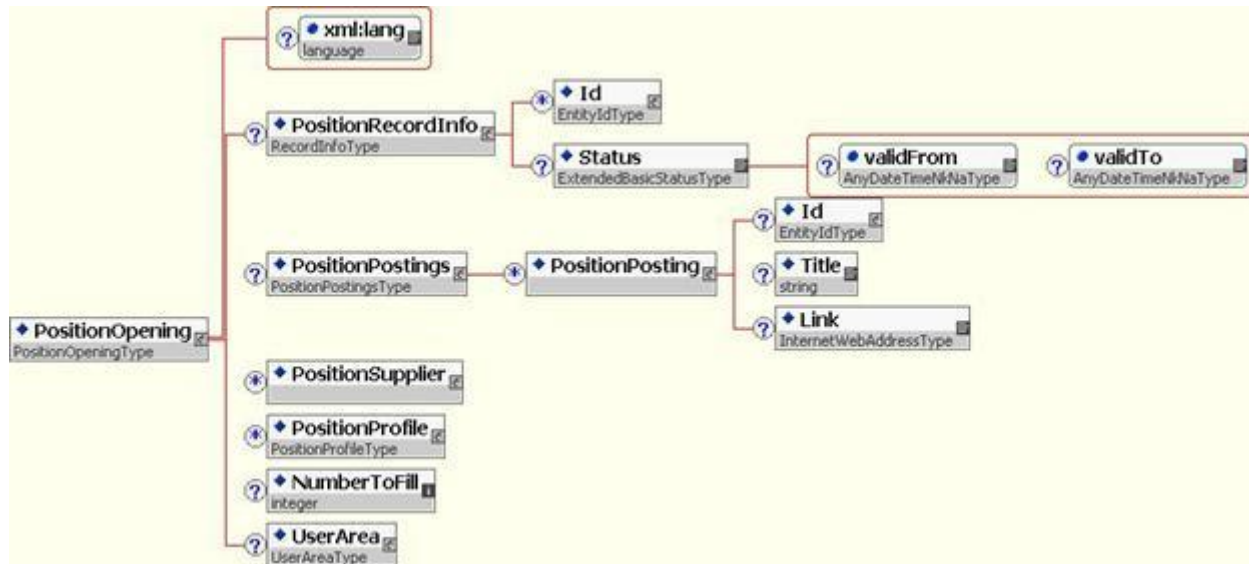 xml:lang
language
PositionRecordInfo
RecordInfoType
Id
EntityIdType
Status
ExtendedBasicStatusType
validFrom
AnyDateTimeNkNaType
validTo
AnyDateTimeNkNaType
PositionPostings
PositionPostingsType
PositionPosting
Id
EntityIdType
Title
string
Link
InternetWebAddressType
PositionOpening
PositionOpeningType
PositionSupplier
PositionProfile
PositionProfileType
NumberToFill
integer
UserArea
UserAreaType